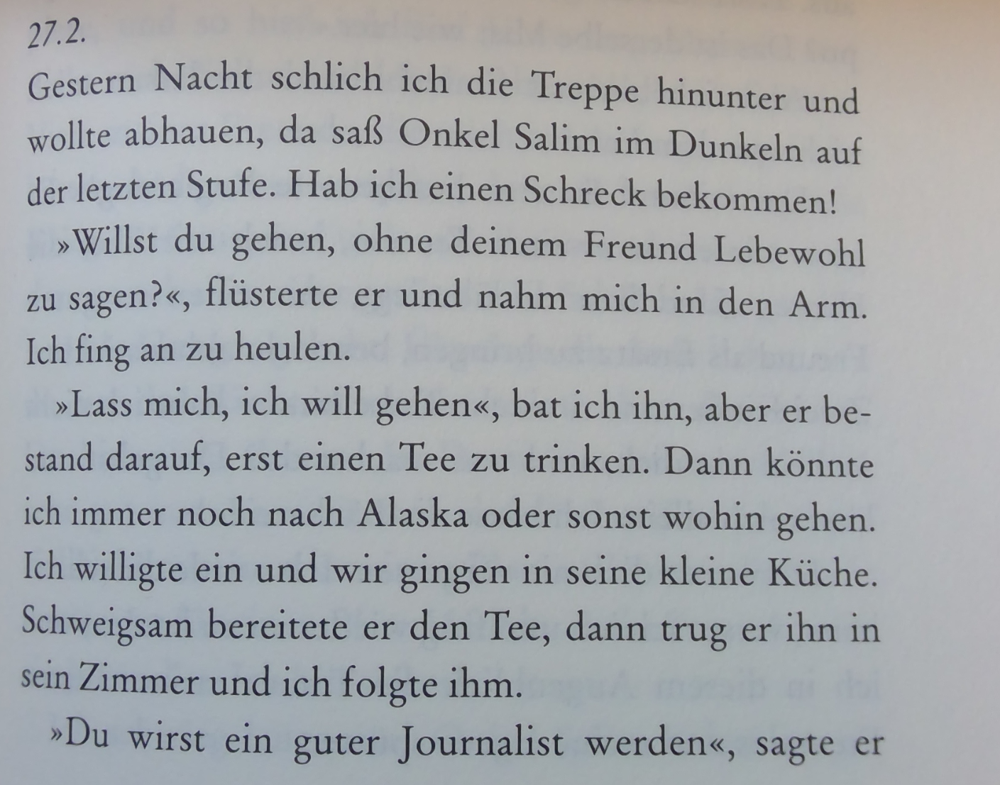 27.2.
Gestern Nacht schlich ich die Treppe hinunter und
wollte abhauen, da saß Onkel Salim im Dunkeln auf
der letzten Stufe. Hab ich einen Schreck bekommen!
»Willst du gehen, ohne deinem Freund Lebewohl
zu sagen?«, flüsterte er und nahm mich in den Arm.
Ich fing an zu heulen.
»Lass mich, ich will gehen«, bat ich ihn, aber er be-
stand darauf, erst einen Tee zu trinken. Dann könnte
ich immer noch nach Alaska oder sonst wohin gehen.
Ich willigte ein und wir gingen in seine kleine Küche.
Schweigsam bereitete er den Tee, dann trug er ihn in
sein Zimmer und ich folgte ihm.
»Du wirst ein guter Journalist werden«, sagte er